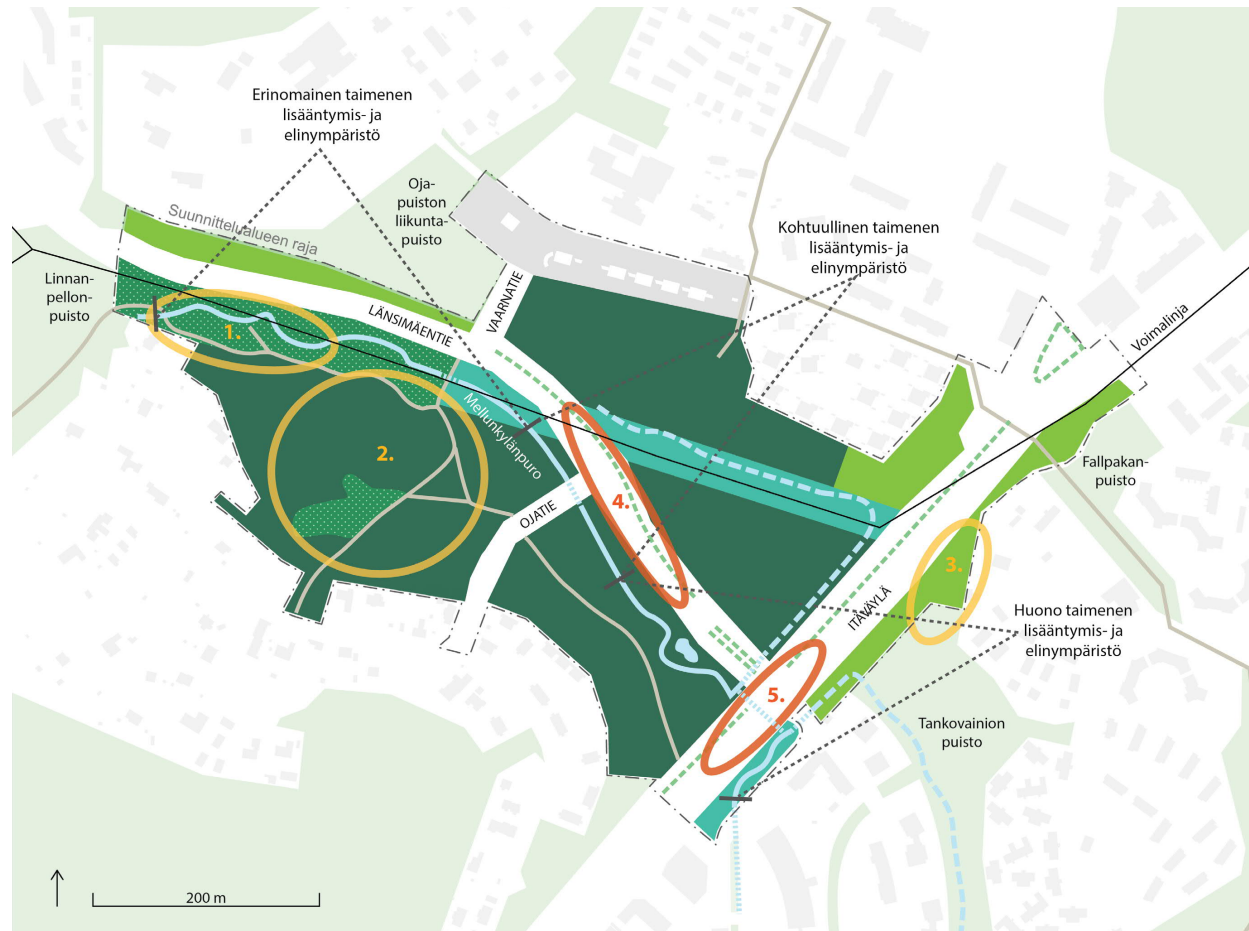 Erinomainen taimenen
lisääntymis- ja
elinympäristö
Oja-
puiston
liikunta-
puisto
Kohtuullinen taimenen
lisääntymis- ja
elinympäristö
Suunnittelualueen raja
Linnan-
pellon-
puisto
1.
LÄNSIMÄENTIE
VAARNATIE
Voimalinja
Mellunkylänpuro
2.
Fallpakan-
puisto
4.
OJATIE
3.
ITÄVÄYLÄ
Huono taimenen
lisääntymis- ja
elinympäristö
5.
Tankovainion
puisto
200 m